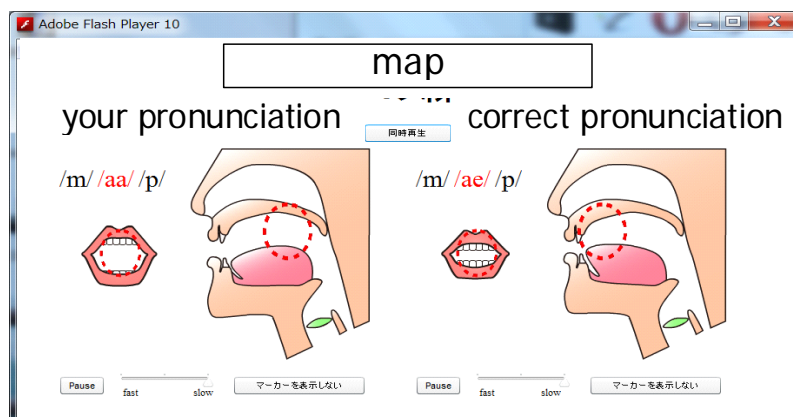 Adobe Flash Player 10
map
your pronunciation
同時再生
correct pronunciation
/m/ /aa/ /p/
/m/ /ae/ /p/
Pause
fast
slow
マーカーを表示しない
Pause
fast
slow
マーカーを表示しない